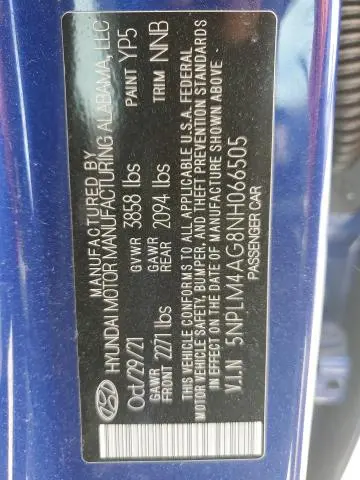 MANUFACTURED BY
HYUNDAI MOTOR MANUFACTURING ALABAMA, LLC
Oct/29/21 GVWR 3858 lbs PAINT YP5
GAWR FRONT 2271 lbs GAWR REAR 2094 lbs TRIM NNB
THIS VEHICLE CONFORMS TO ALL APPLICABLE U.S.A. FEDERAL
MOTOR VEHICLE SAFETY, BUMPER, AND THEFT PREVENTION STANDARDS
IN EFFECT ON THE DATE OF MANUFACTURE SHOWN ABOVE.
V.I.N 5NPLM4AG8NH066505
PASSENGER CAR